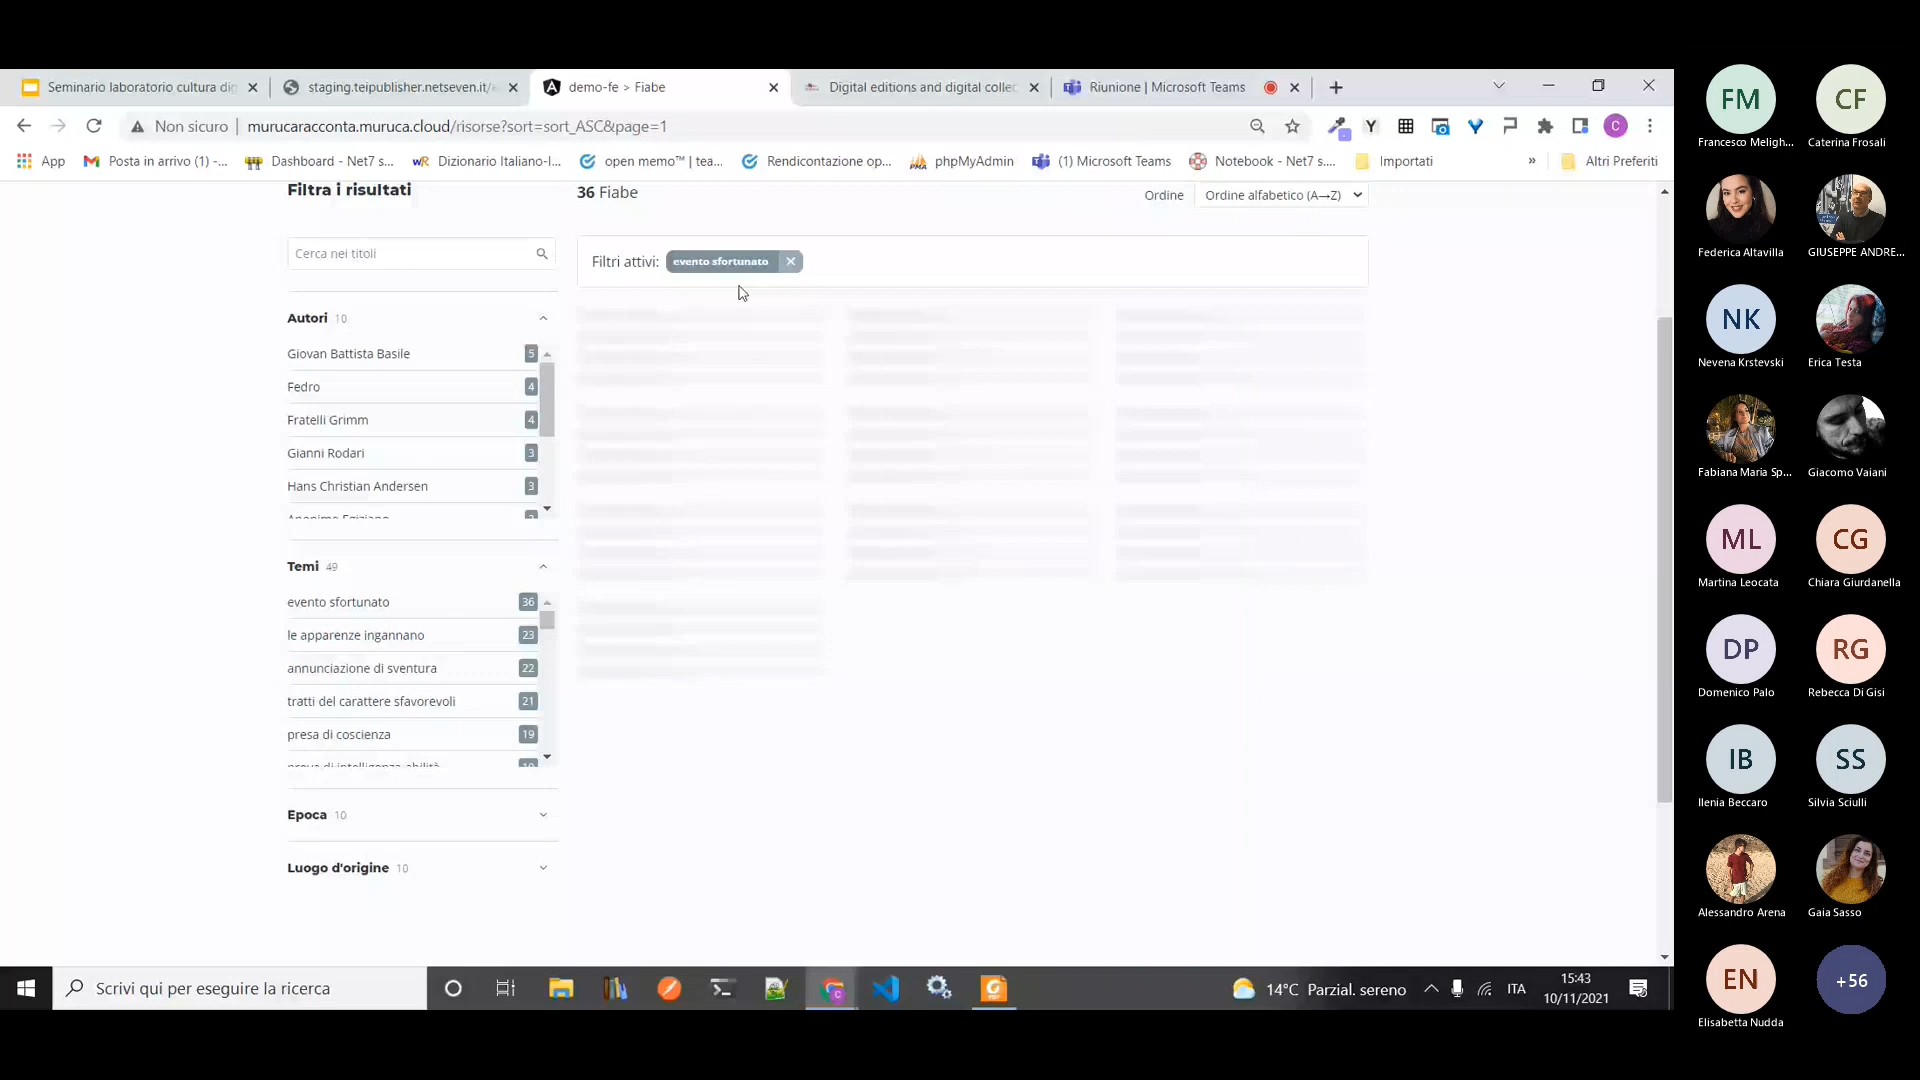 Seminario laboratorio cultura dig
staging.teipublisher.netseven.it/
demo-fe > Fiabe
Digital editions and digital collec
Riunione | Microsoft Teams
Non sicuro | murucaracconta.muruca.cloud/risorse?sort=sort_ASC&page=1
App
Posta in arrivo (1) -...
Dashboard - Net7 s...
wR Dizionario Italiano-I...
open memo™ | tea...
Rendicontazione op...
phpMyAdmin
(1) Microsoft Teams
Notebook - Net7 s....
Importati
»
Altri Preferiti
Filtra i risultati
36 Fiabe
Ordine
Ordine alfabetico (A→Z)
Cerca nei titoli
Filtri attivi: evento sfortunato
Autori 10
Giovan Battista Basile 5
Fedro 4
Fratelli Grimm 4
Gianni Rodari 3
Hans Christian Andersen 3
Anonimo Egiziano
Temi 49
evento sfortunato 36
le apparenze ingannano 23
annunciazione di sventura 22
tratti del carattere sfavorevoli 21
presa di coscienza 19
Epoca 10
Luogo d'origine 10
Scrivi qui per eseguire la ricerca
14°C Parzial. sereno
ITA
15:43
10/11/2021
FM
Francesco Meligh...
CF
Caterina Frosali
Federica Altavilla
GIUSEPPE ANDRE...
NK
Nevena Krstevski
Erica Testa
Fabiana Maria Sp...
Giacomo Vaiani
ML
Martina Leocata
CG
Chiara Giurdanella
DP
Domenico Palo
RG
Rebecca Di Gisi
IB
Ilenia Beccaro
SS
Silvia Sciulli
Alessandro Arena
Gaia Sasso
EN
Elisabetta Nudda
+56